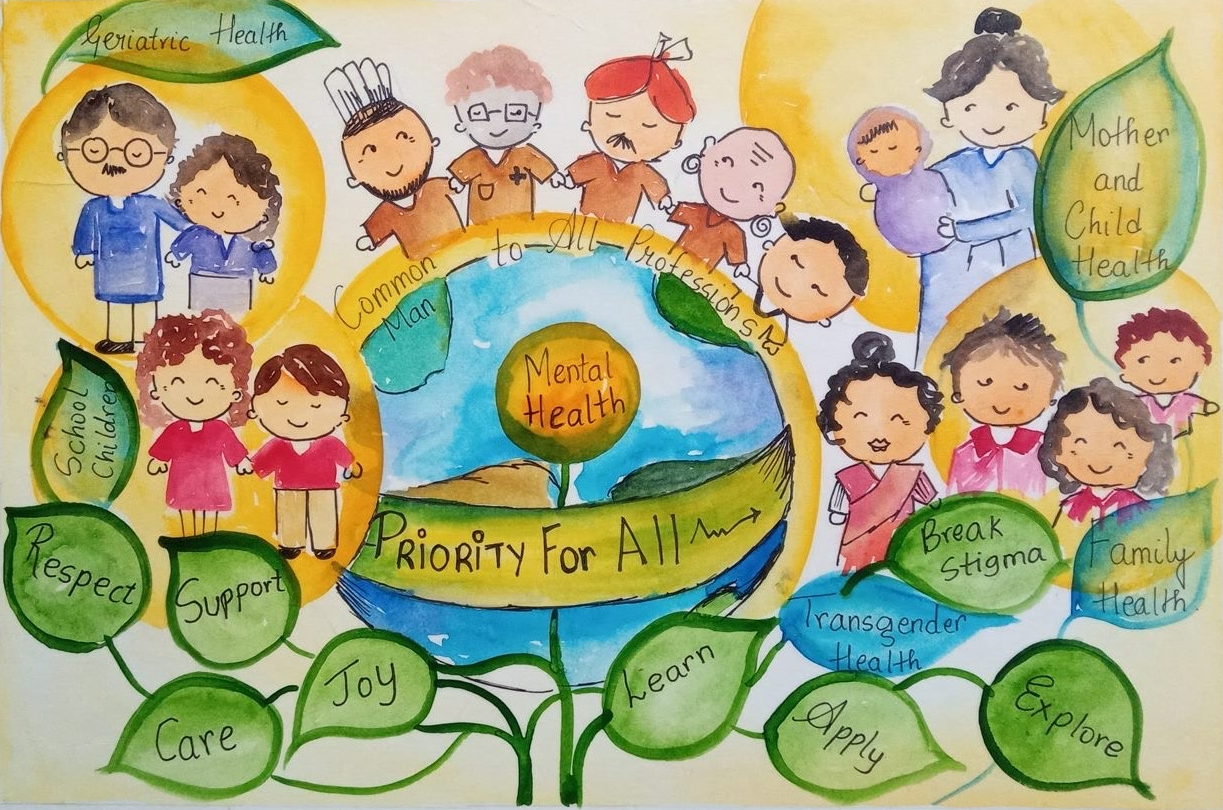 Geriatric Health
Mother
and
Child
Health
Common
Man
to All Professions
Mental
Health
School
Children
PRIORITY FOR All
Respect
Support
Break
Stigma
Family
Health
Transgender
Health
Joy
Learn
Care
Apply
Explore